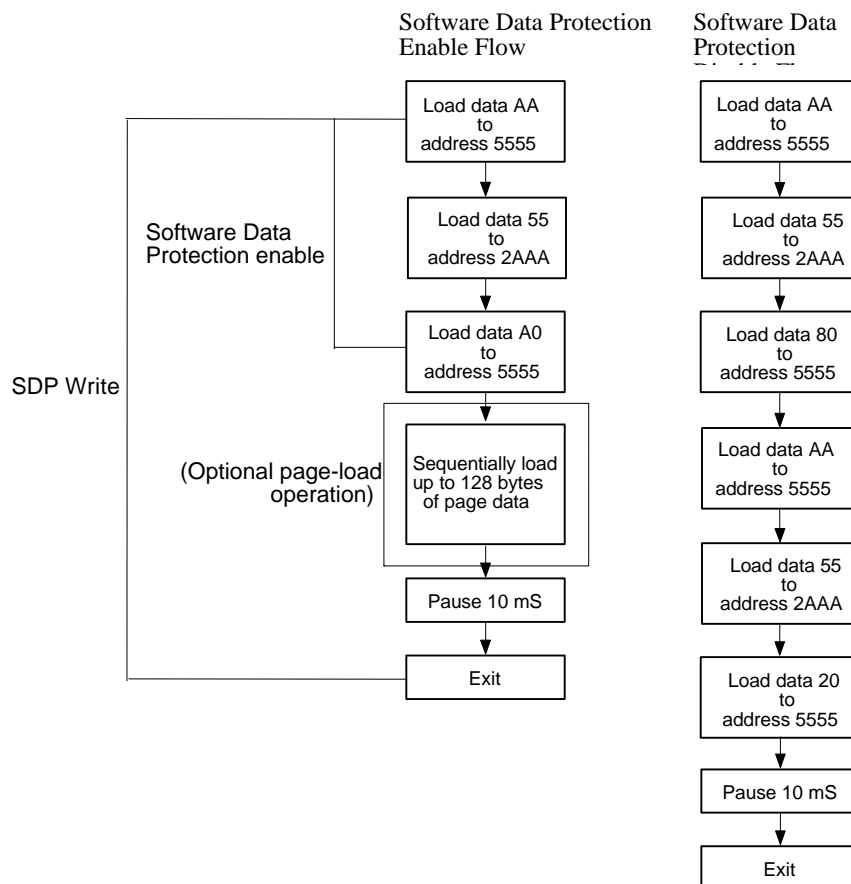 Software Data Protection
Enable Flow
Load data AA
to
address 5555
Load data 55
to
address 2AAA
Software Data
Protection enable
Load data A0
to
address 5555
SDP Write
(Optional page-load
operation)
Sequentially load
up to 128 bytes
of page data
Pause 10 mS
Exit
Software Data
Protection
Load data AA
to
address 5555
Load data 55
to
address 2AAA
Load data 80
to
address 5555
Load data AA
to
address 5555
Load data 55
to
address 2AAA
Load data 20
to
address 5555
Pause 10 mS
Exit